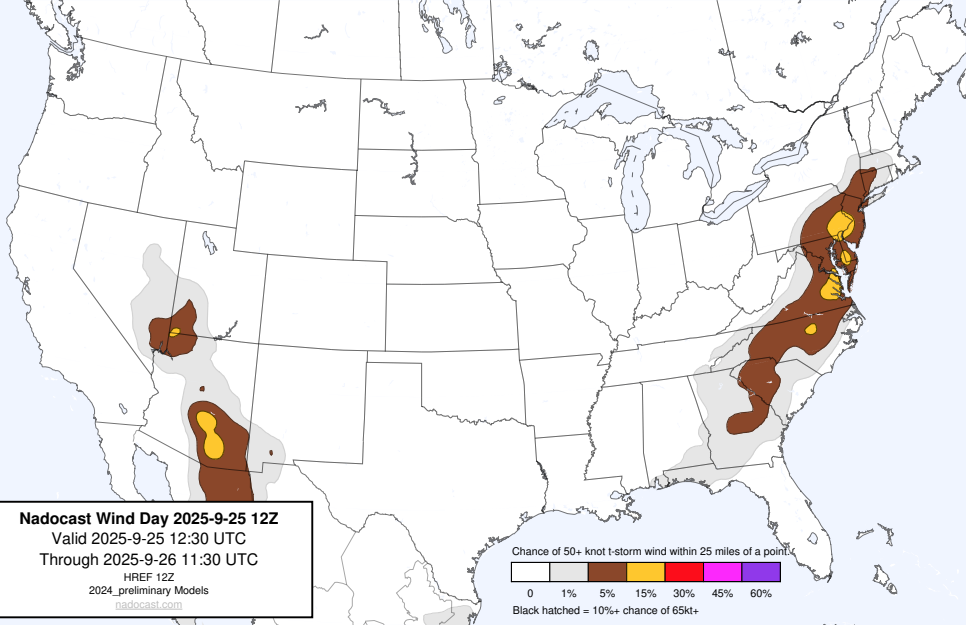 Nadocast Wind Day 2025-9-25 12Z
Valid 2025-9-25 12:30 UTC
Through 2025-9-26 11:30 UTC
HREF 12Z
2024_preliminary Models
nadocast.com
Chance of 50+ knot t-storm wind within 25 miles of a point.
0 1% 5% 15% 30% 45% 60%
Black hatched = 10%+ chance of 65kt+